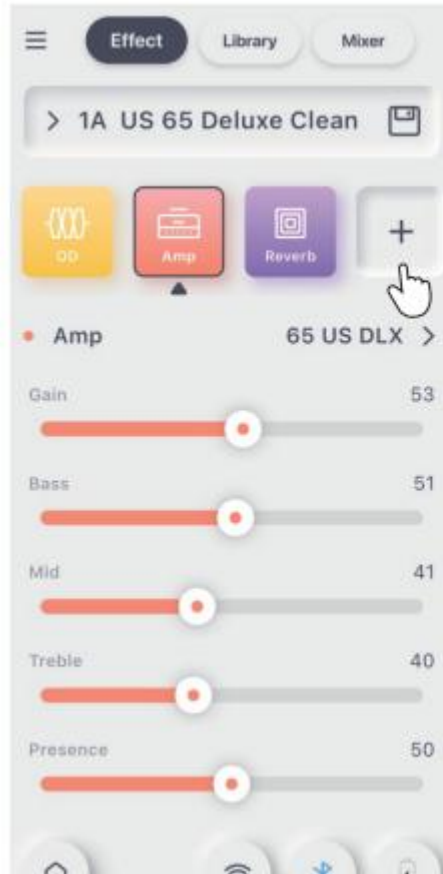 Effect Library Mixer
1A US 65 Deluxe Clean
OD Amp Reverb
Amp 65 US DLX
Gain 53
Bass 51
Mid 41
Treble 40
Presence 50